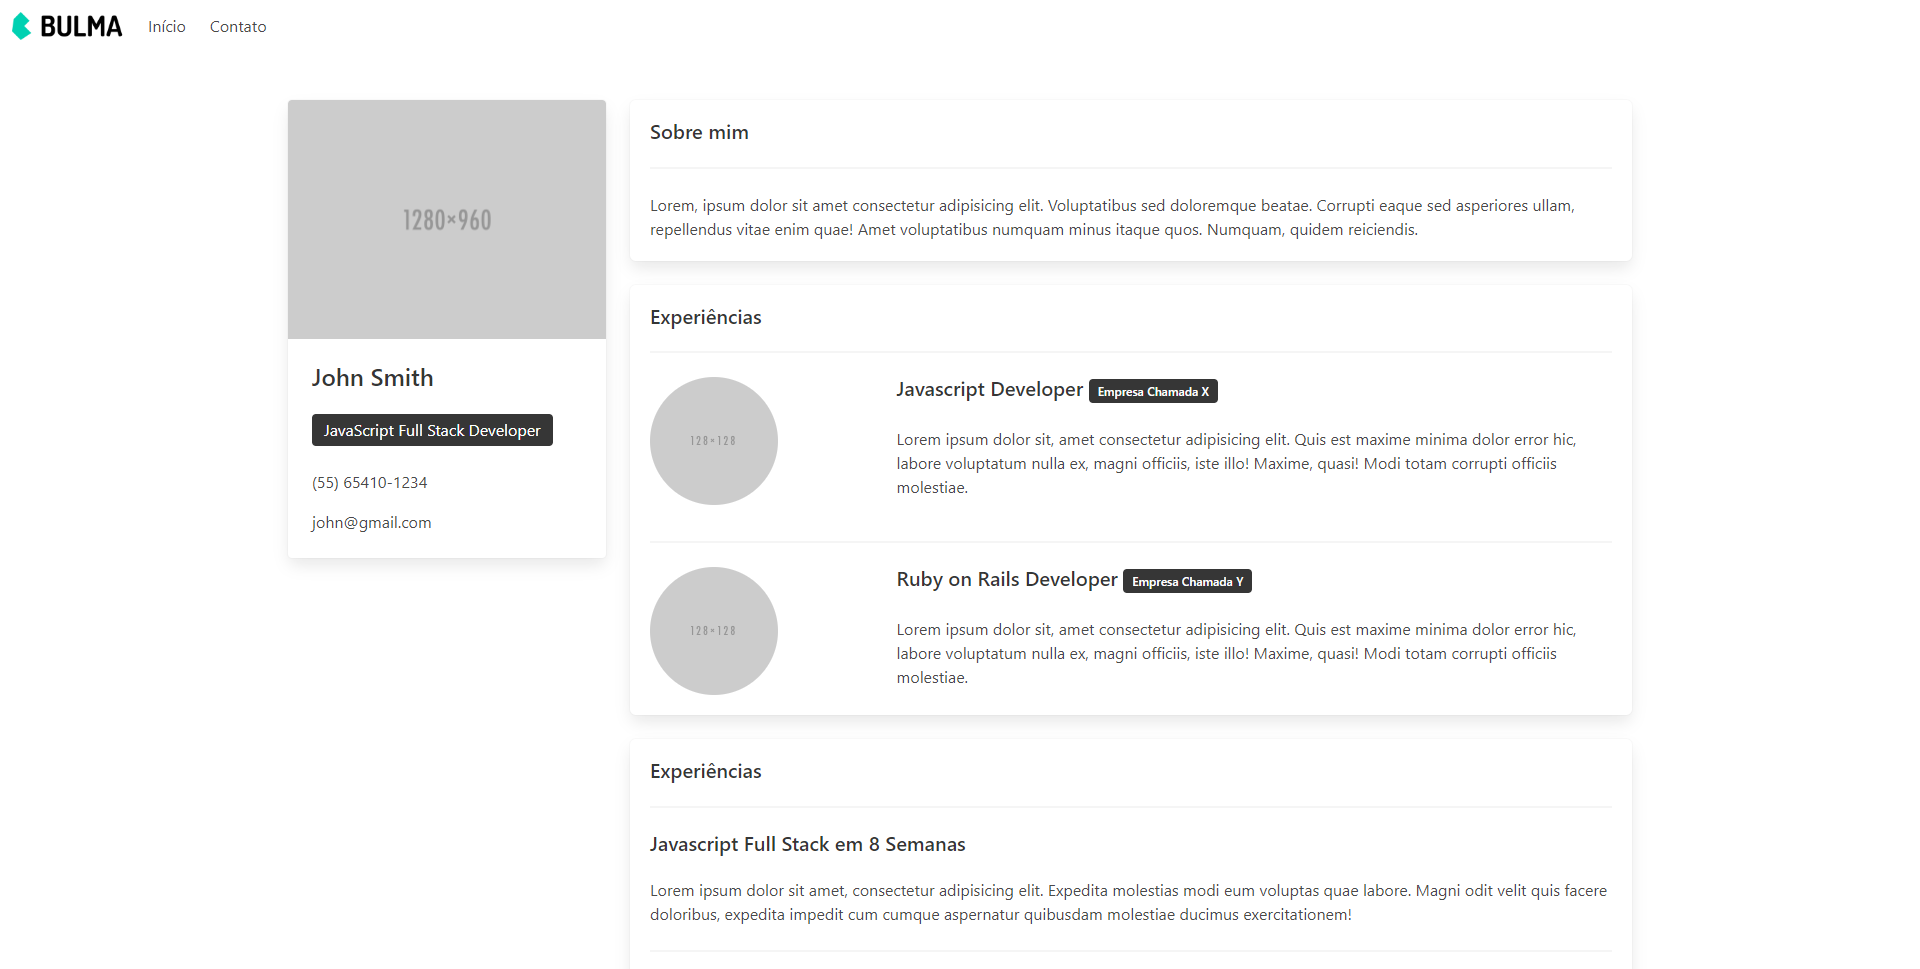 BULMA Início Contato
1280×960
John Smith
JavaScript Full Stack Developer
(55) 65410-1234
john@gmail.com
Sobre mim
Lorem, ipsum dolor sit amet consectetur adipisicing elit. Voluptatibus sed doloremque beatae. Corrupti eaque sed asperiores ullam,
repellendus vitae enim quae! Amet voluptatibus numquam minus itaque quos. Numquam, quidem reiciendis.
Experiências
128×128
Javascript Developer Empresa Chamada X
Lorem ipsum dolor sit, amet consectetur adipisicing elit. Quis est maxime minima dolor error hic,
labore voluptatum nulla ex, magni officiis, iste illo! Maxime, quasi! Modi totam corrupti officiis
molestiae.
128×128
Ruby on Rails Developer Empresa Chamada Y
Lorem ipsum dolor sit, amet consectetur adipisicing elit. Quis est maxime minima dolor error hic,
labore voluptatum nulla ex, magni officiis, iste illo! Maxime, quasi! Modi totam corrupti officiis
molestiae.
Experiências
Javascript Full Stack em 8 Semanas
Lorem ipsum dolor sit amet, consectetur adipisicing elit. Expedita molestias modi eum voluptas quae labore. Magni odit velit quis facere
doloribus, expedita impedit cum cumque aspernatur quibusdam molestiae ducimus exercitationem!